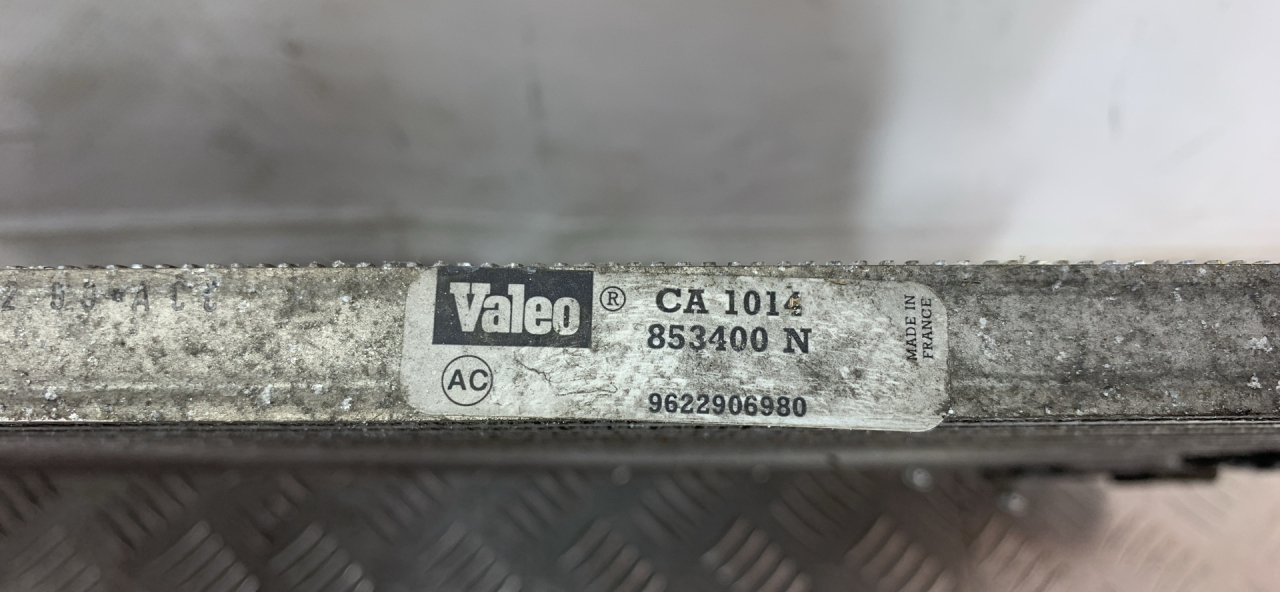 Valeo ® CA 1014
853400 N
AC
9622906980
MADE IN
FRANCE